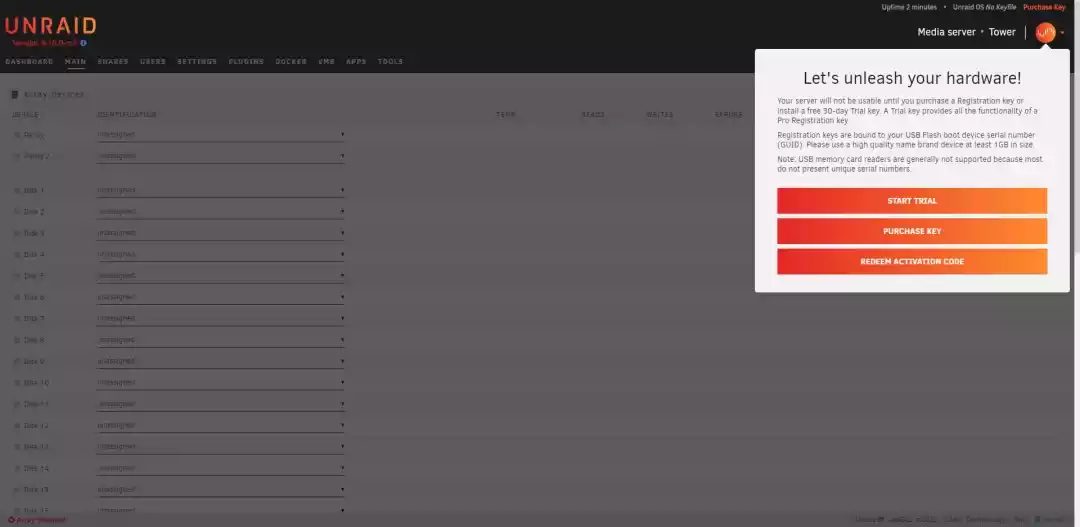 Uptime 2 minutes • Unraid OS No Keyfile Purchase Key
UNRAID
Media server • Tower
DASHBOARD MAIN SHARES USERS SETTINGS PLUGINS DOCKER VMS APPS TOOLS
Let's unleash your hardware!
Your server will not be usable until you purchase a Registration key or
install a free 30-day Trial key. A Trial key provides all the functionality of a
Pro Registration key.
Registration keys are bound to your USB Flash boot device serial number
(GUID). Please use a high quality name brand device at least 1GB in size.
Note: USB memory card readers are generally not supported because most
do not present unique serial numbers.
START TRIAL
PURCHASE KEY
REDEEM ACTIVATION CODE
Array Devices
DEVICE IDENTIFICATION TEMP. READS WRITES ERRORS
Parity unassigned
Parity 2 unassigned
Disk 1 unassigned
Disk 2 unassigned
Disk 3 unassigned
Disk 4 unassigned
Disk 5 unassigned
Disk 6 unassigned
Disk 7 unassigned
Disk 8 unassigned
Disk 9 unassigned
Disk 10 unassigned
Disk 11 unassigned
Disk 12 unassigned
Disk 13 unassigned
Disk 14 unassigned
Disk 15 unassigned
Array Stopped